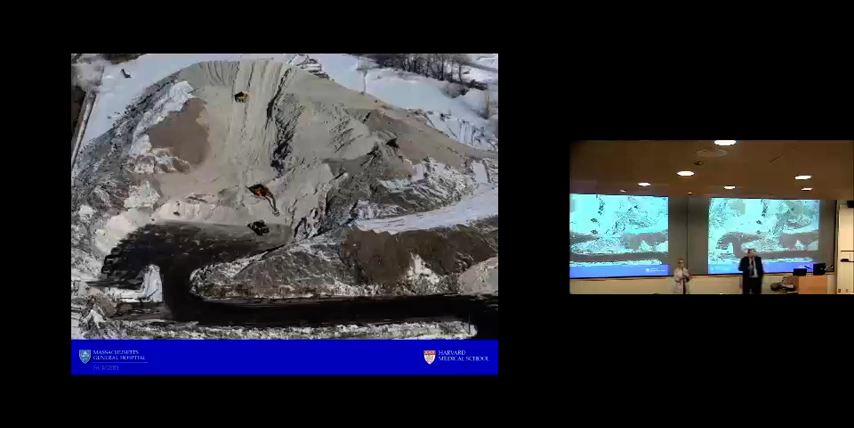 MASSACHUSETTS
GENERAL HOSPITAL
HARVARD
MEDICAL SCHOOL